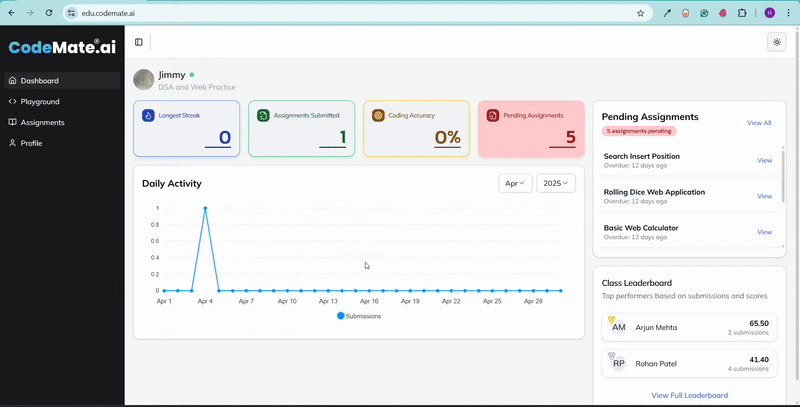 edu.codemate.ai
H
CodeMate.ai
Dashboard
Playground
Assignments
Profile
Jimmy
DSA and Web Practice
Longest Streak
0
Assignments Submitted
1
Coding Accuracy
0%
Pending Assignments
5
Daily Activity
Apr
2025
1
0.8
0.6
0.4
0.2
0
Apr 1
Apr 4
Apr 7
Apr 10
Apr 13
Apr 16
Apr 19
Apr 22
Apr 25
Apr 28
Submissions
Pending Assignments
View All
5 assignments pending
Search Insert Position
Overdue: 12 days ago
View
Rolling Dice Web Application
Overdue: 12 days ago
View
Basic Web Calculator
Overdue: 12 days ago
View
Class Leaderboard
Top performers based on submissions and scores
AM
Arjun Mehta
65.50
2 submissions
RP
Rohan Patel
41.40
4 submissions
View Full Leaderboard